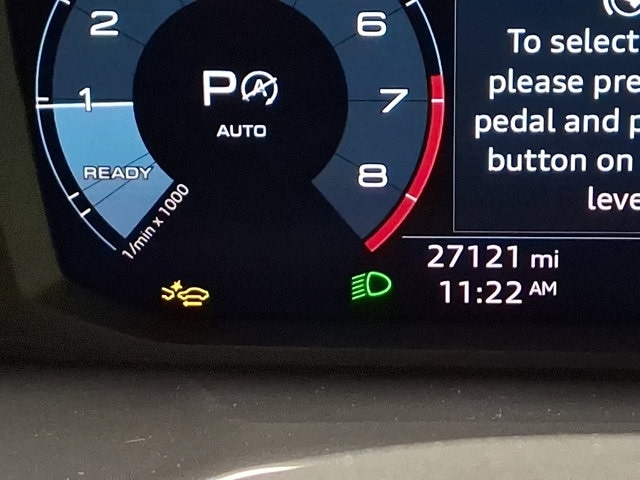 2
1
READY
1/min x 1000
P A
AUTO
6
7
8
To select
please pre
pedal and p
button on
leve
27121 mi
11:22 AM